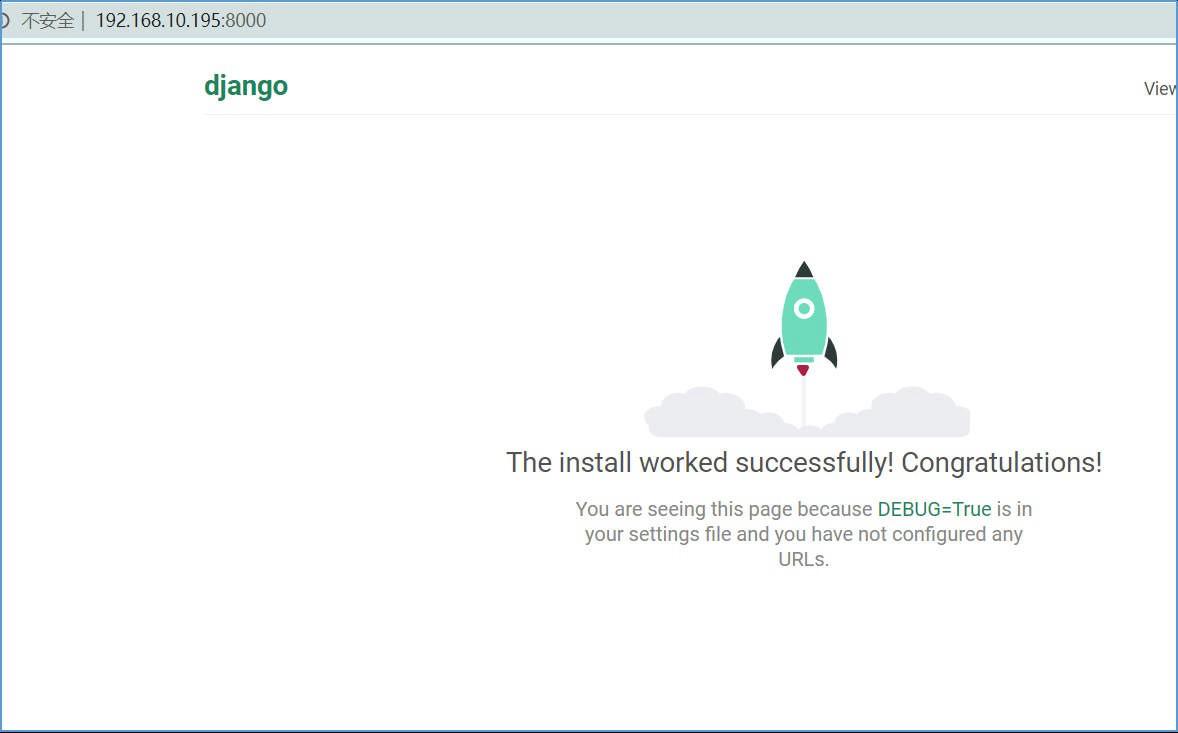 不安全 | 192.168.10.195:8000
django
View
The install worked successfully! Congratulations!
You are seeing this page because DEBUG=True is in
your settings file and you have not configured any
URLs.